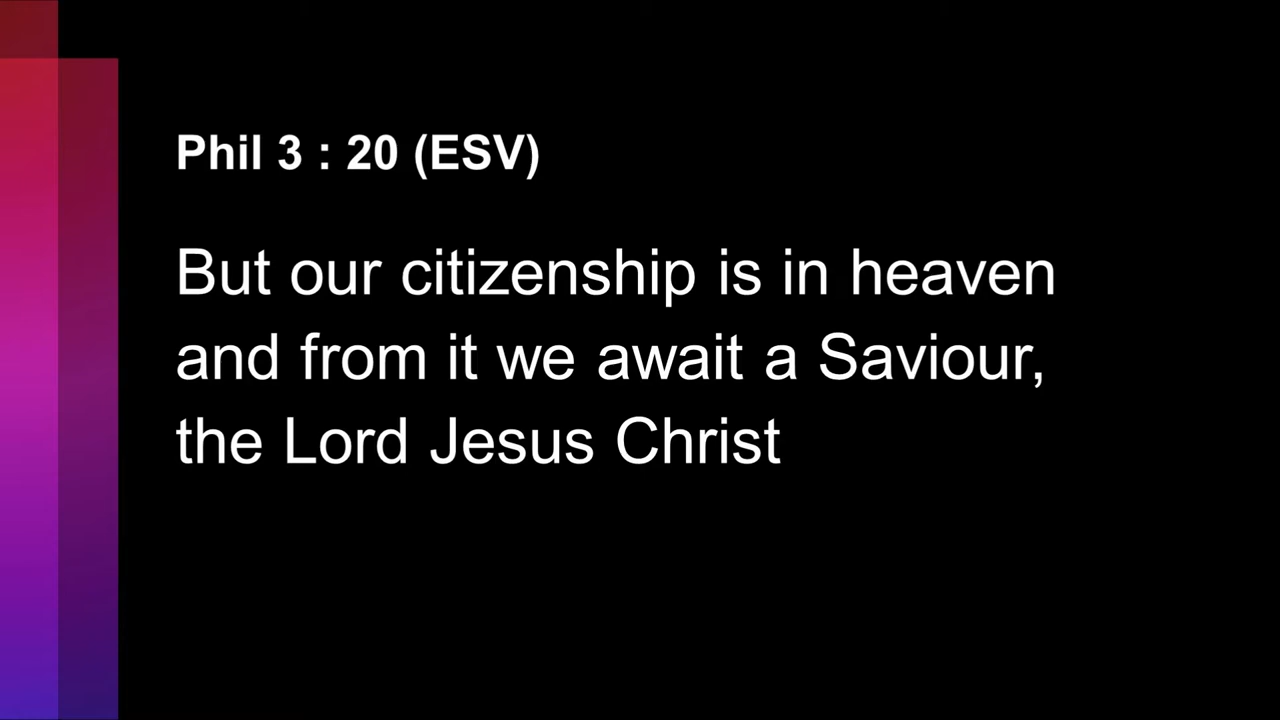 Phil 3 : 20 (ESV)
But our citizenship is in heaven
and from it we await a Saviour,
the Lord Jesus Christ